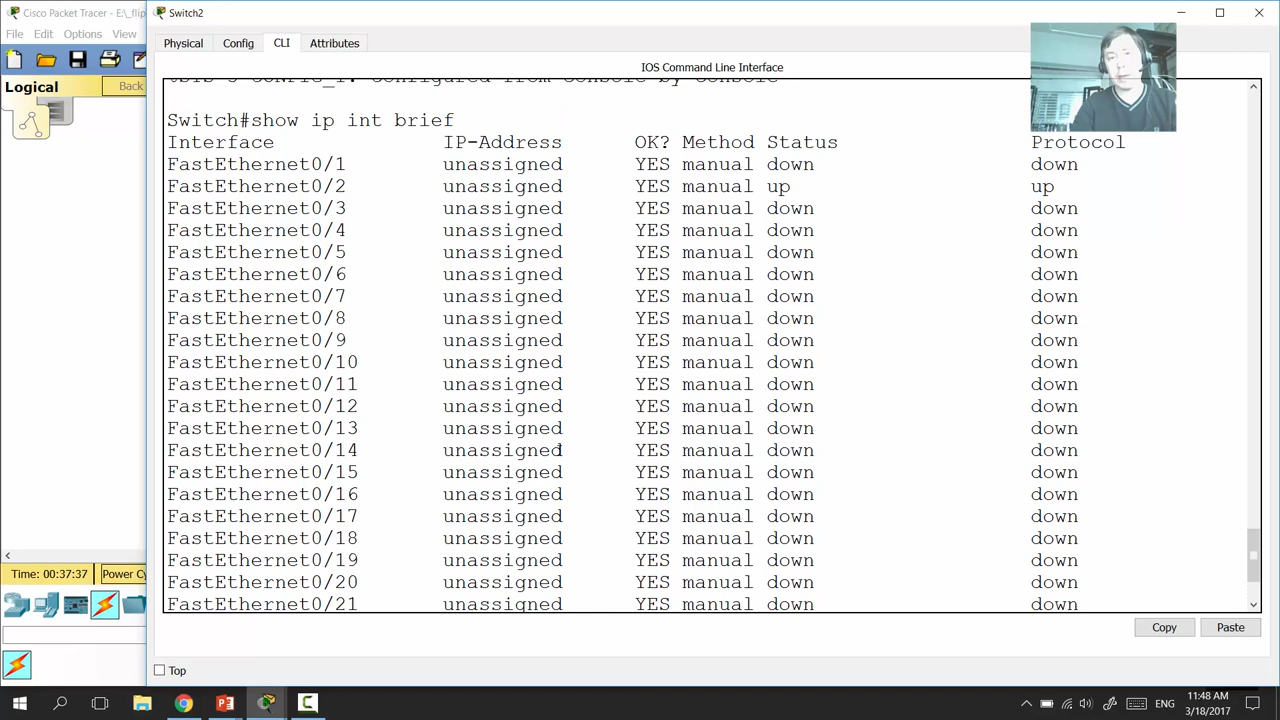 Cisco Packet Tracer - E:\_flip
Switch2
File Edit Options View
Physical Config CLI Attributes
IOS Command Line Interface
Logical
Back
Switch#show ip int brief
Interface IP-Address OK? Method Status Protocol
FastEthernet0/1 unassigned YES manual down down
FastEthernet0/2 unassigned YES manual up up
FastEthernet0/3 unassigned YES manual down down
FastEthernet0/4 unassigned YES manual down down
FastEthernet0/5 unassigned YES manual down down
FastEthernet0/6 unassigned YES manual down down
FastEthernet0/7 unassigned YES manual down down
FastEthernet0/8 unassigned YES manual down down
FastEthernet0/9 unassigned YES manual down down
FastEthernet0/10 unassigned YES manual down down
FastEthernet0/11 unassigned YES manual down down
FastEthernet0/12 unassigned YES manual down down
FastEthernet0/13 unassigned YES manual down down
FastEthernet0/14 unassigned YES manual down down
FastEthernet0/15 unassigned YES manual down down
FastEthernet0/16 unassigned YES manual down down
FastEthernet0/17 unassigned YES manual down down
FastEthernet0/18 unassigned YES manual down down
FastEthernet0/19 unassigned YES manual down down
FastEthernet0/20 unassigned YES manual down down
FastEthernet0/21 unassigned YES manual down down
Time: 00:37:37 Power Cy
Copy Paste
Top
ENG
11:48 AM
3/18/2017